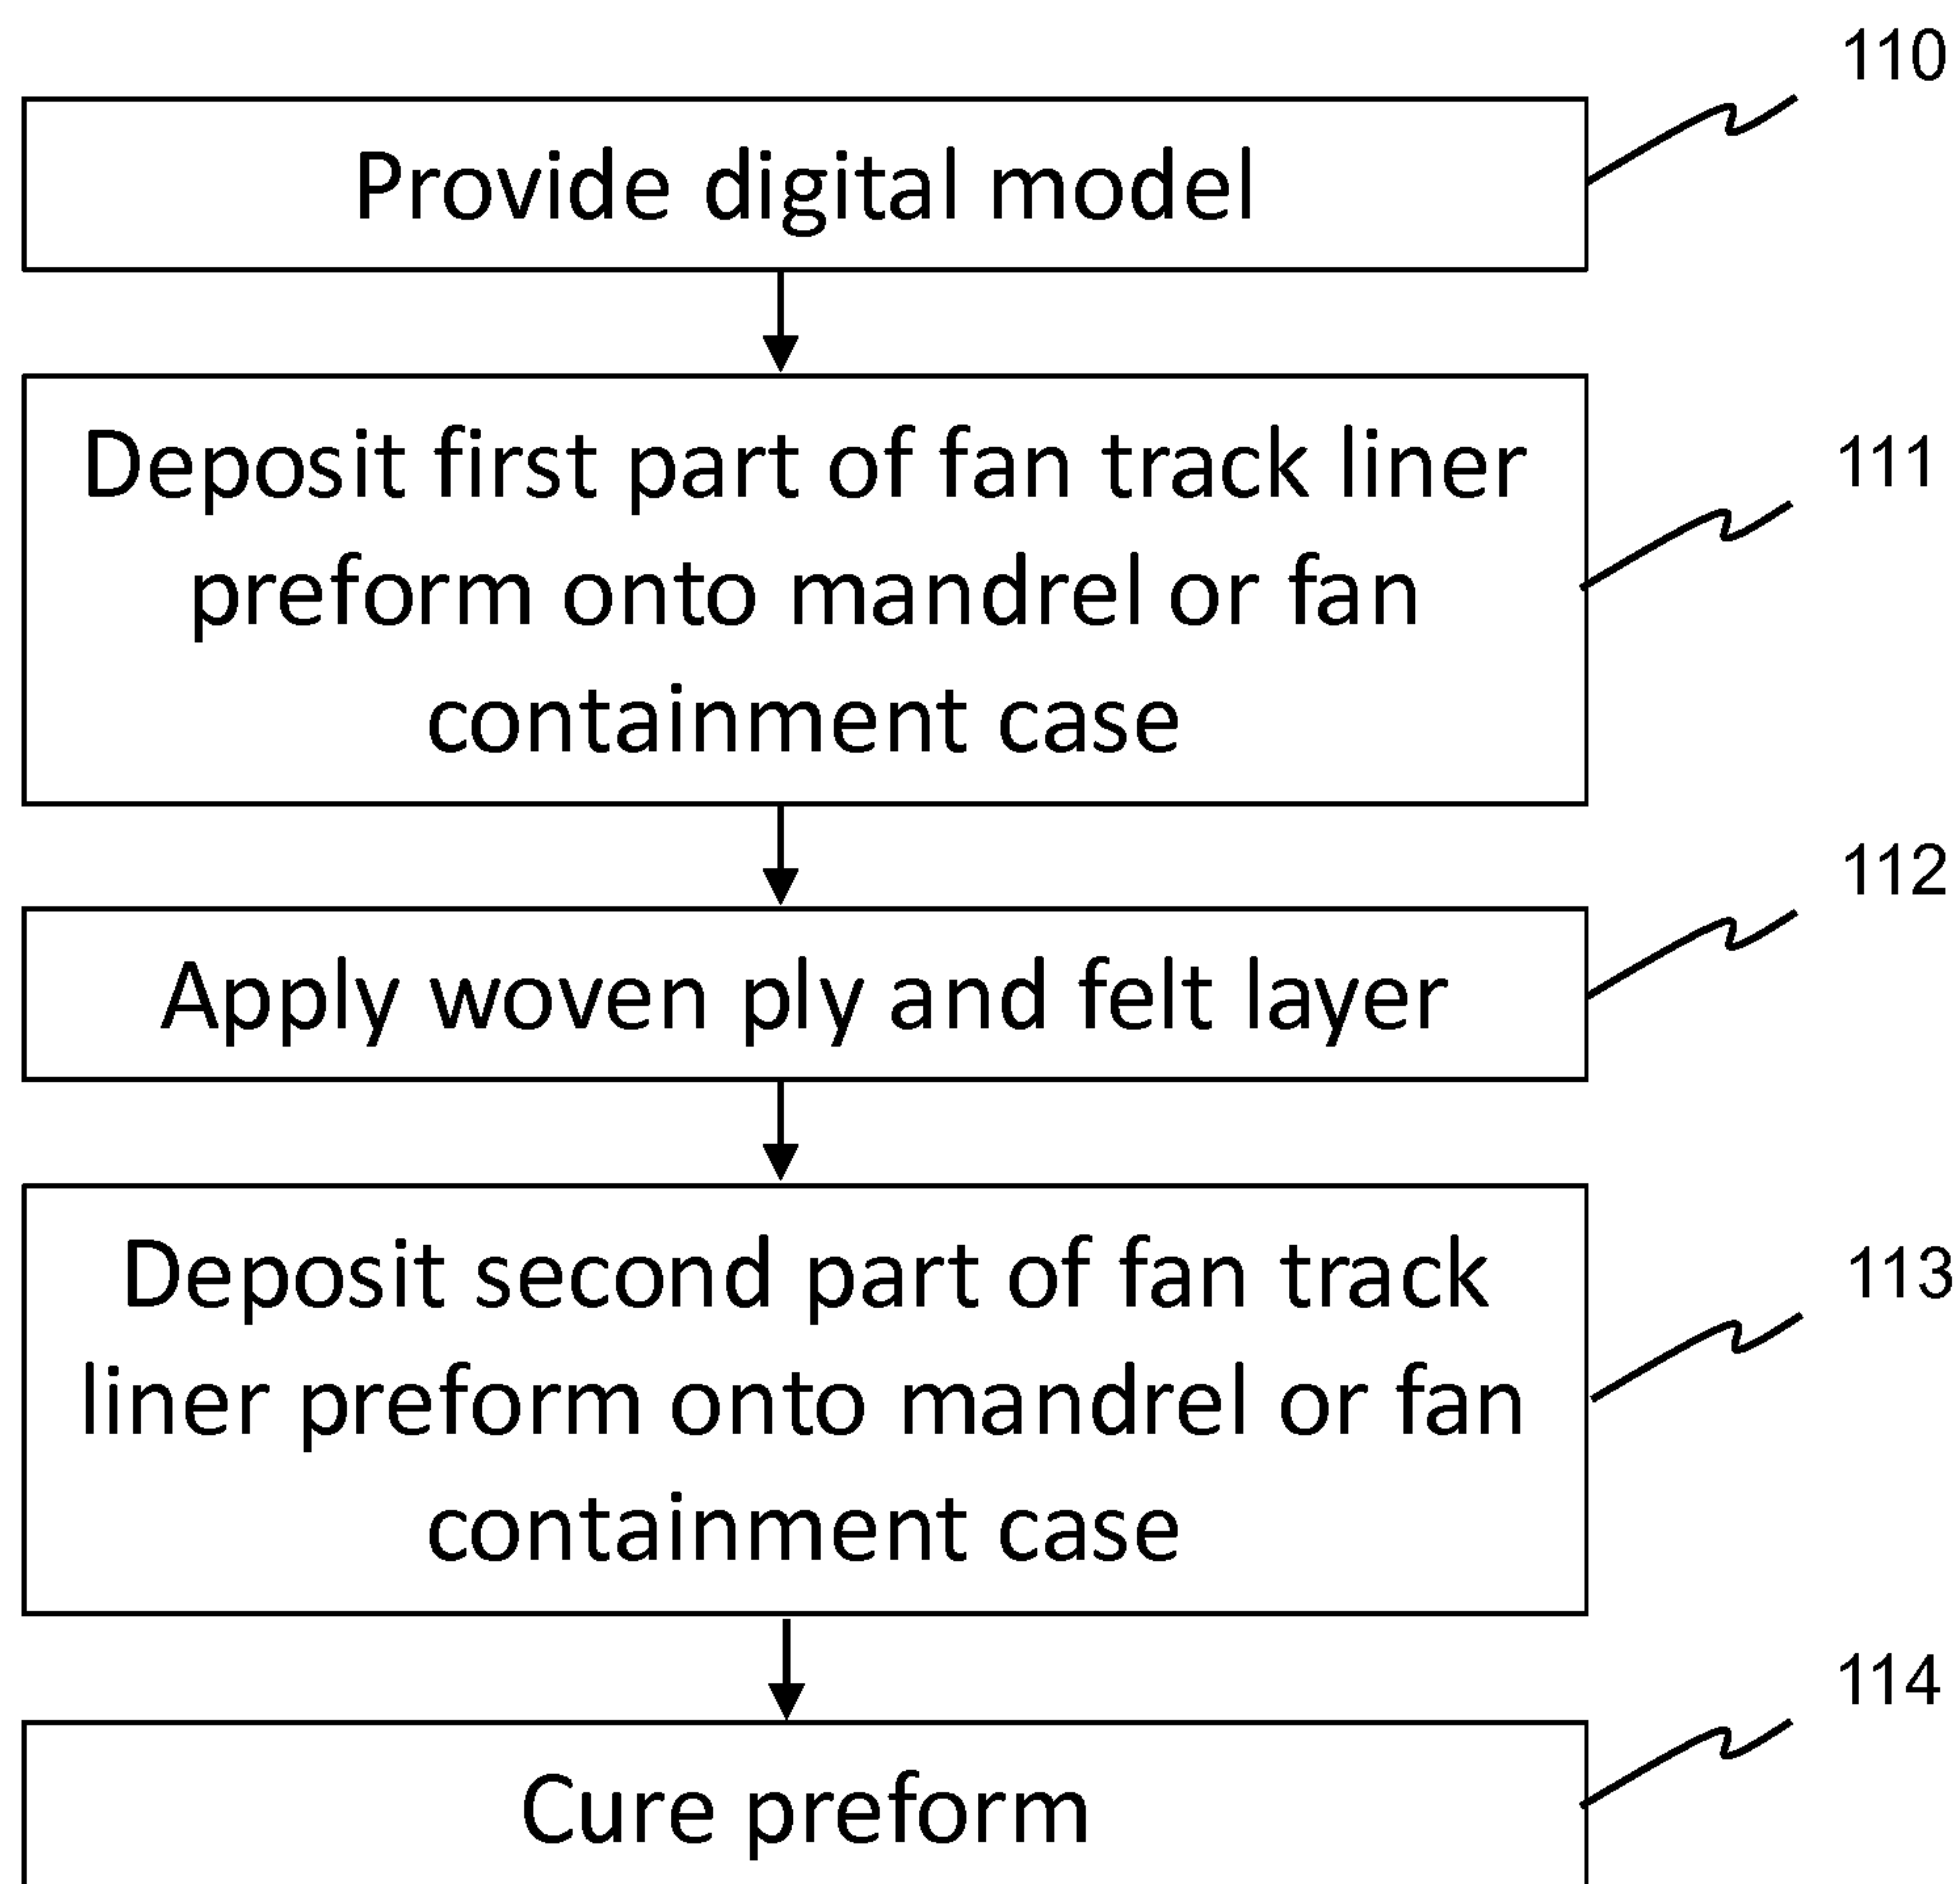 110
Provide digital model
111
Deposit first part of fan track liner
preform onto mandrel or fan
containment case
112
Apply woven ply and felt layer
113
Deposit second part of fan track
liner preform onto mandrel or fan
containment case
114
Cure preform